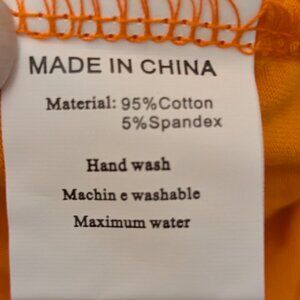 MADE IN CHINA
Material: 95%Cotton
5%Spandex
Hand wash
Machin e washable
Maximum water